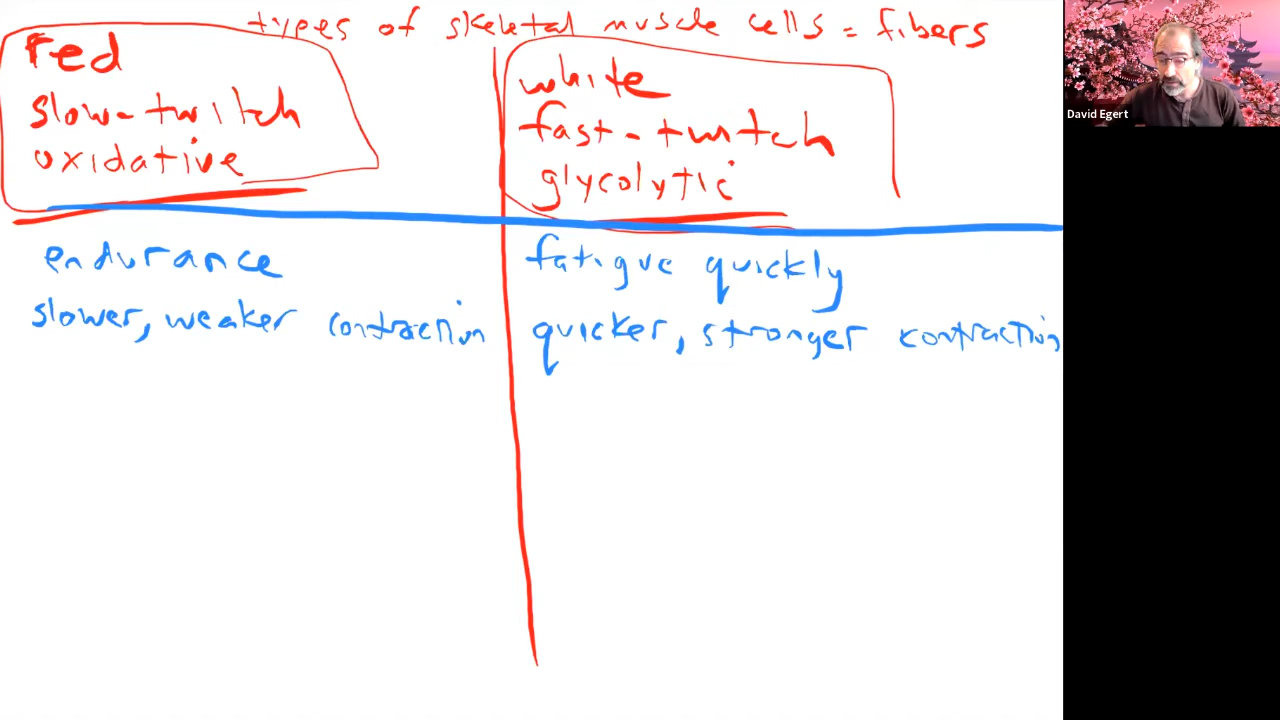 types of skeletal muscle cells = fibers
red
slow-twitch
oxidative
white
fast-twitch
glycolytic
endurance
slower, weaker contraction
fatigue quickly
quicker, stronger contraction
David Egert